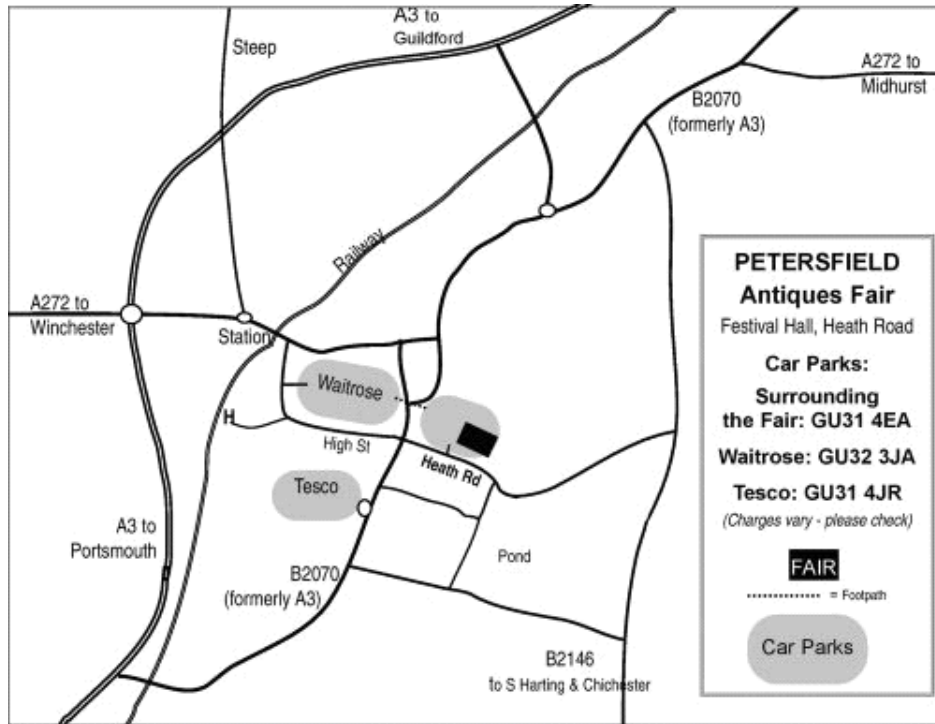 A3 to
Guildford
Steep
A272 to
Midhurst
B2070
(formerly A3)
Railway
A272 to
Winchester
Station
Waitrose
H
High St
Heath Rd
Tesco
A3 to
Portsmouth
Pond
B2070
(formerly A3)
B2146
to S Harting & Chichester
PETERSFIELD
Antiques Fair
Festival Hall, Heath Road
Car Parks:
Surrounding
the Fair: GU31 4EA
Waitrose: GU32 3JA
Tesco: GU31 4JR
(Charges vary - please check)
FAIR
= Footpath
Car Parks